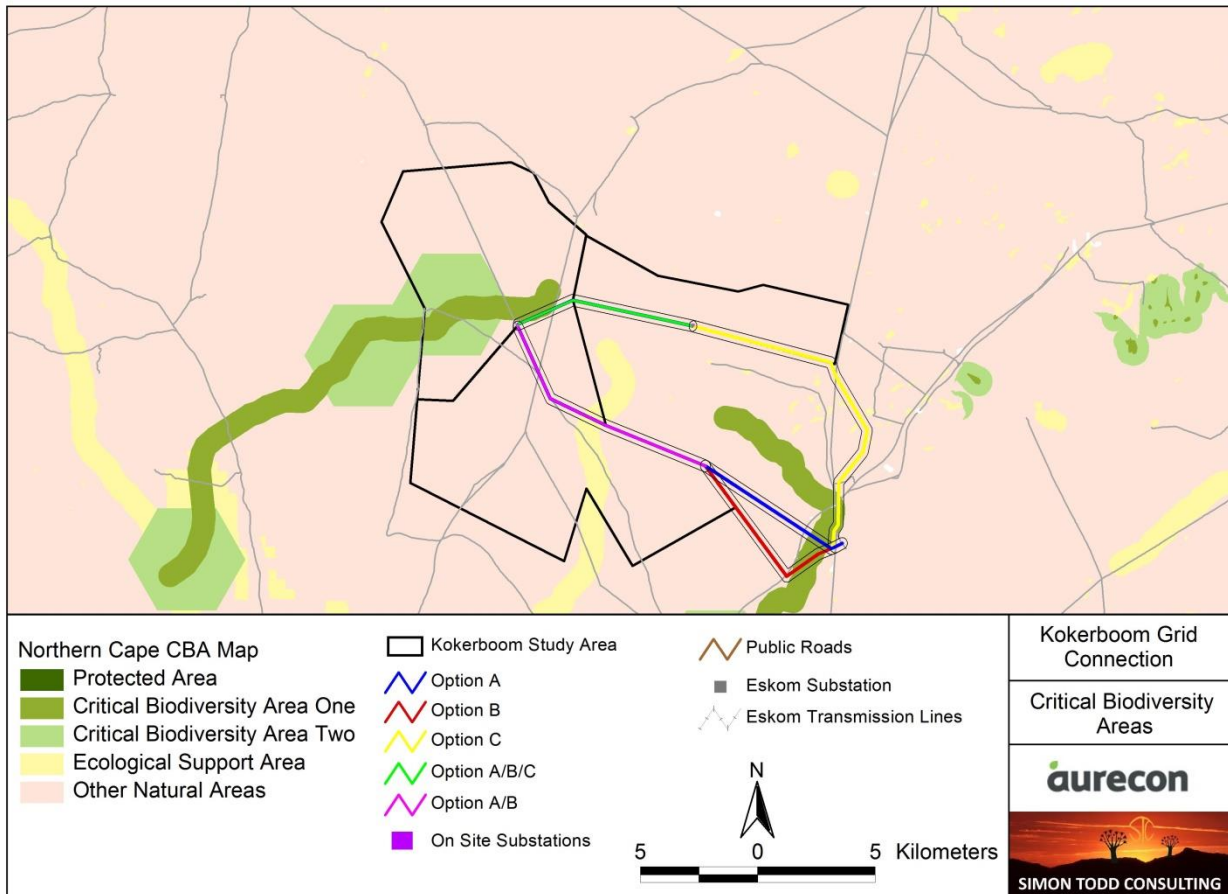 Northern Cape CBA Map
Protected Area
Critical Biodiversity Area One
Critical Biodiversity Area Two
Ecological Support Area
Other Natural Areas
Kokerboom Study Area
Option A
Option B
Option C
Option A/B/C
Option A/B
On Site Substations
Public Roads
Eskom Substation
Eskom Transmission Lines
N
5 0 5 Kilometers
Kokerboom Grid
Connection
Critical Biodiversity
Areas
aurecon
STC
SIMON TODD CONSULTING